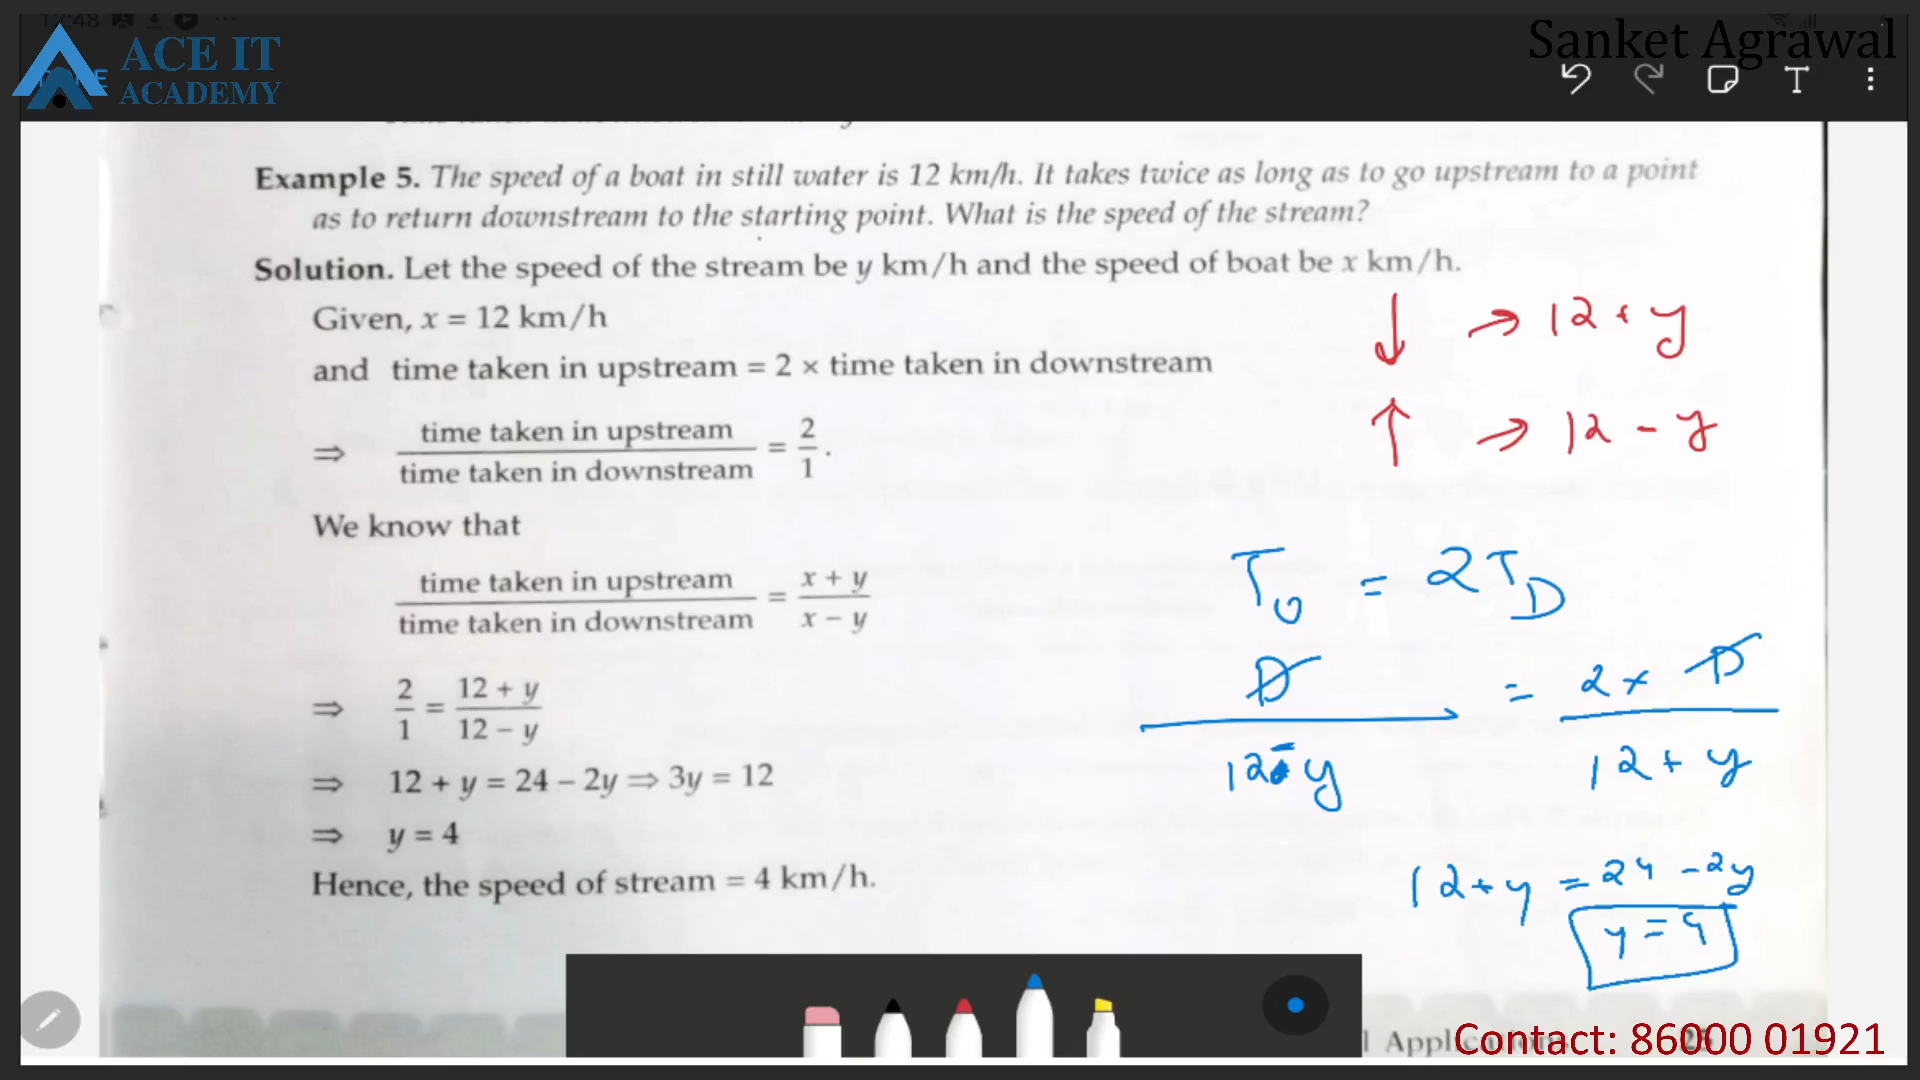 12:48
ACE IT
ACADEMY
Sanket Agrawal
T
Example 5. The speed of a boat in still water is 12 km/h. It takes twice as long as to go upstream to a point
as to return downstream to the starting point. What is the speed of the stream?
Solution. Let the speed of the stream be y km/h and the speed of boat be x km/h.
Given, x = 12 km/h
and time taken in upstream = 2 × time taken in downstream
⇒ time taken in upstream / time taken in downstream = 2/1.
We know that
time taken in upstream / time taken in downstream = x + y / x − y
⇒ 2/1 = 12 + y / 12 − y
⇒ 12 + y = 24 − 2y ⇒ 3y = 12
⇒ y = 4
Hence, the speed of stream = 4 km/h.
↓ → 12 + y
↑ → 12 - y
T U = 2 T D
D / 12 - y = 2 × D / 12 + y
12 + y = 24 - 2y
y = 4
Contact: 86000 01921